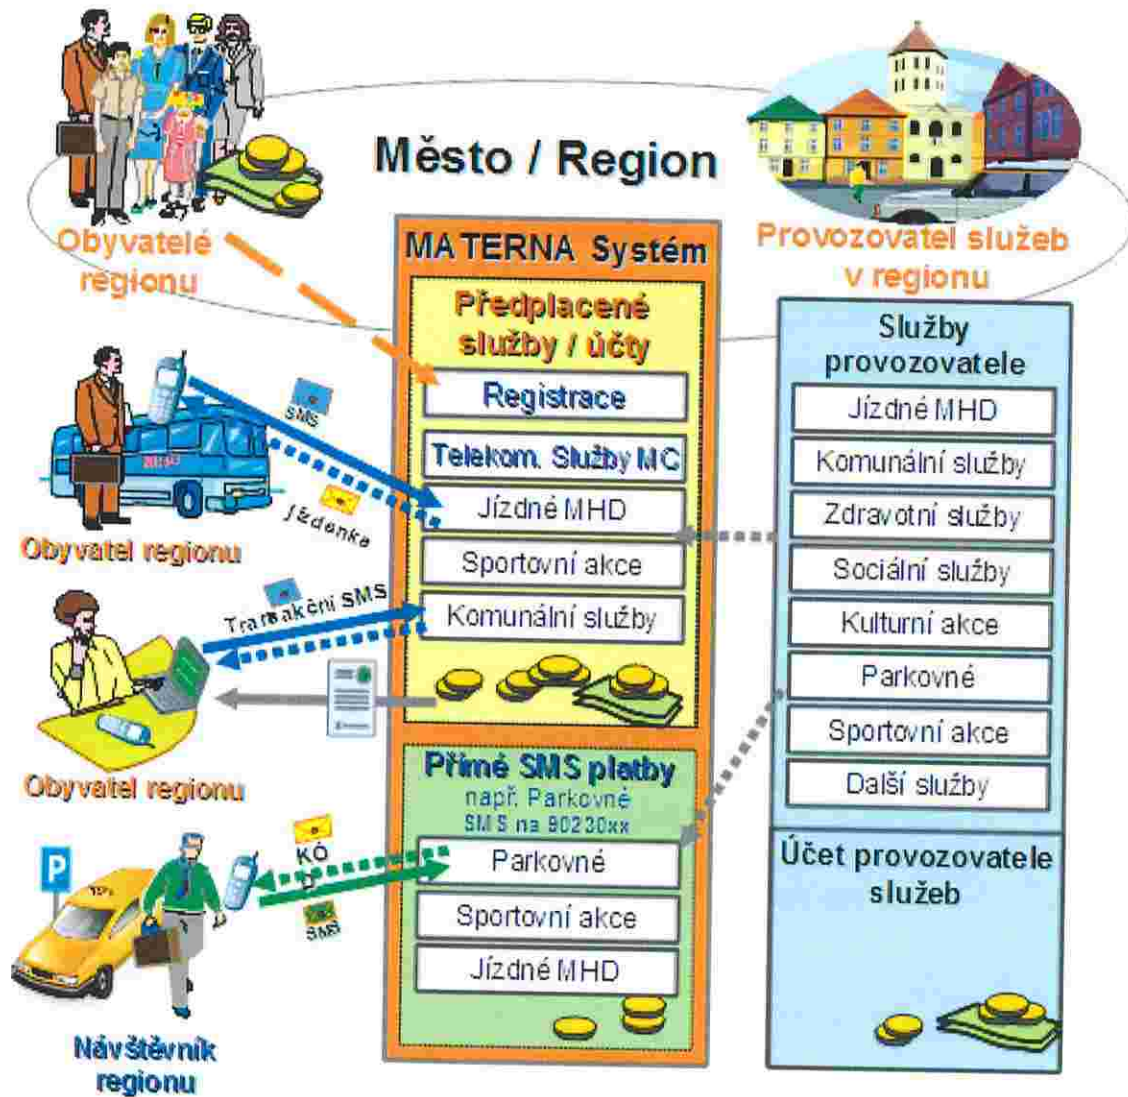 Město / Region
Obyvatelé
regionu
Provozovatel služeb
v regionu
MATERNA Systém
Předplacené
služby / účty
Registrace
Telekom. Služby MC
Jízdné MHD
Sportovní akce
Komunální služby
Služby
provozovatele
Jízdné MHD
Komunální služby
Zdravotní služby
Sociální služby
Kulturní akce
Parkovné
Sportovní akce
Další služby
SMS
Jízdenka
Obyvatel regionu
Transakční SMS
Obyvatel regionu
Přímé SMS platby
např. Parkovné
SMS na 90230xx
Parkovné
Sportovní akce
Jízdné MHD
Účet provozovatele
služeb
P
KÓ
D
SMS
Návštěvník
regionu